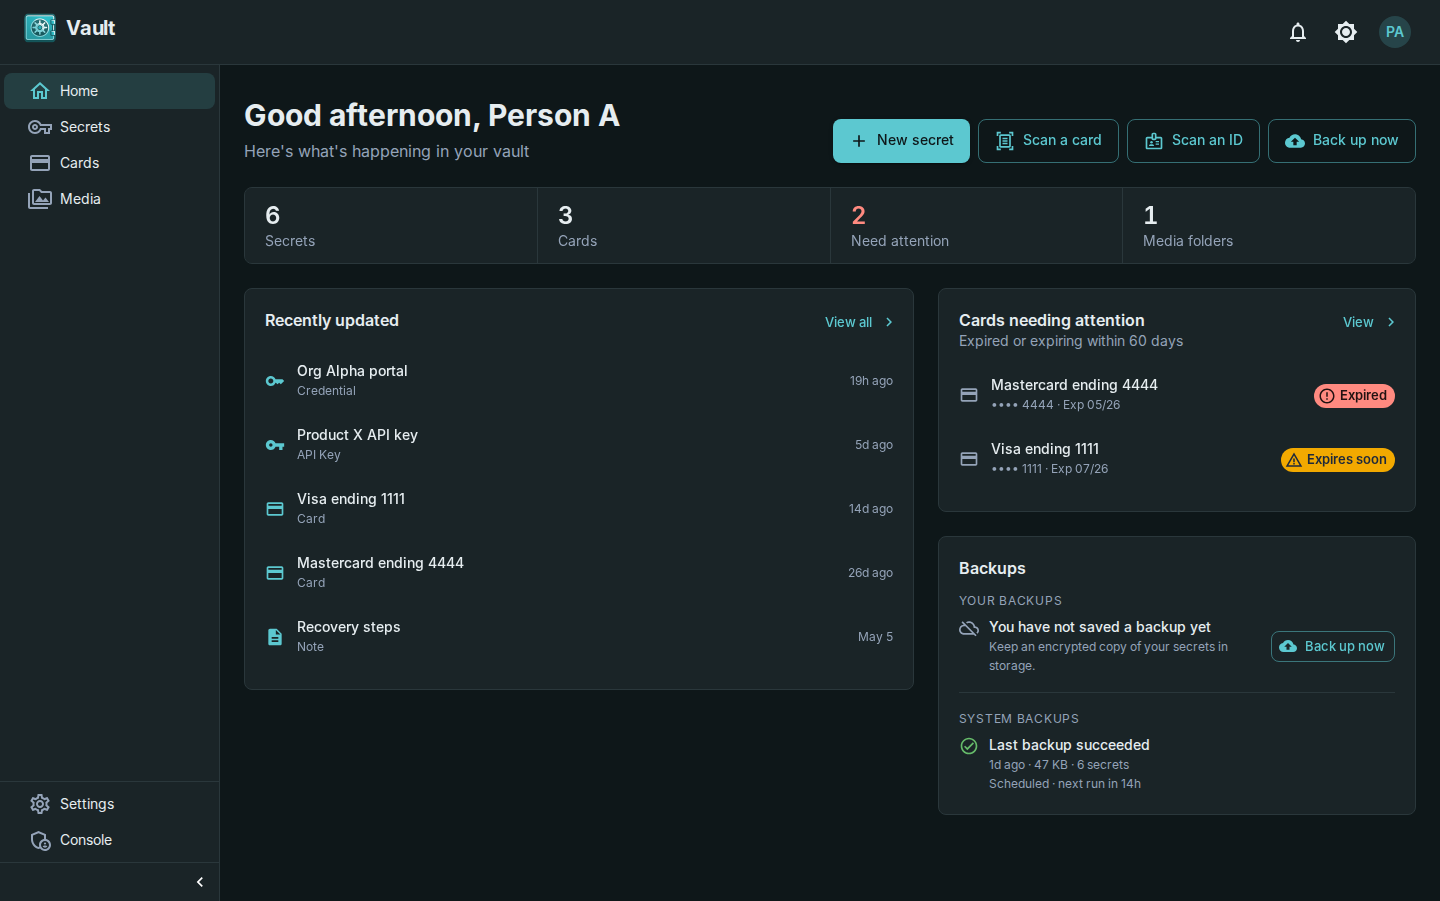 Vault
PA
Home
Secrets
Cards
Media
Settings
Console
Good afternoon, Person A
Here's what's happening in your vault
New secret
Scan a card
Scan an ID
Back up now
6
Secrets
3
Cards
2
Need attention
1
Media folders
Recently updated
View all
Org Alpha portal
Credential
19h ago
Product X API key
API Key
5d ago
Visa ending 1111
Card
14d ago
Mastercard ending 4444
Card
26d ago
Recovery steps
Note
May 5
Cards needing attention
View
Expired or expiring within 60 days
Mastercard ending 4444
•••• 4444 · Exp 05/26
Expired
Visa ending 1111
•••• 1111 · Exp 07/26
Expires soon
Backups
YOUR BACKUPS
You have not saved a backup yet
Keep an encrypted copy of your secrets in
storage.
Back up now
SYSTEM BACKUPS
Last backup succeeded
1d ago · 47 KB · 6 secrets
Scheduled · next run in 14h